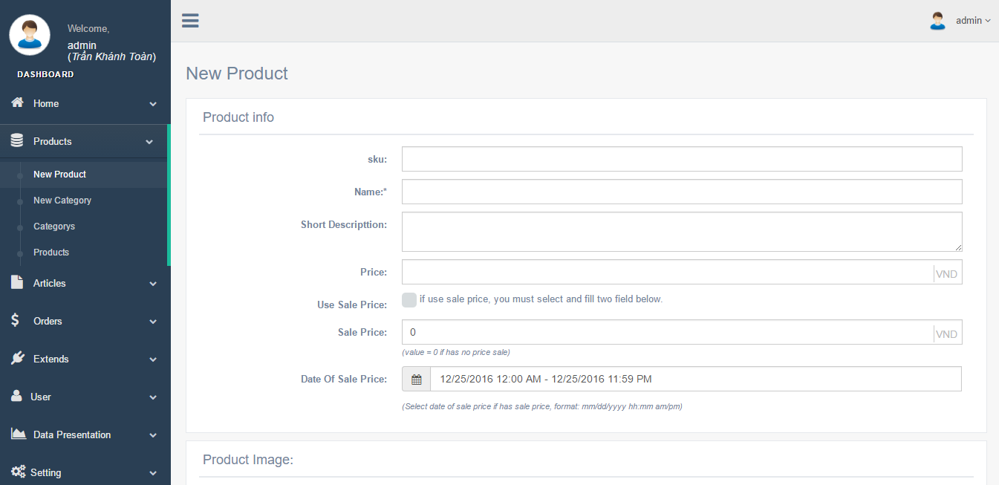 Welcome,
admin
(Trần Khánh Toàn)
DASHBOARD
Home
Products
New Product
New Category
Categorys
Products
Articles
Orders
Extends
User
Data Presentation
Setting
admin
New Product
Product info
sku:
Name:*
Short Descripttion:
Price:
VND
Use Sale Price:
if use sale price, you must select and fill two field below.
Sale Price:
0
VND
(value = 0 if has no price sale)
Date Of Sale Price:
12/25/2016 12:00 AM - 12/25/2016 11:59 PM
(Select date of sale price if has sale price, format: mm/dd/yyyy hh:mm am/pm)
Product Image: